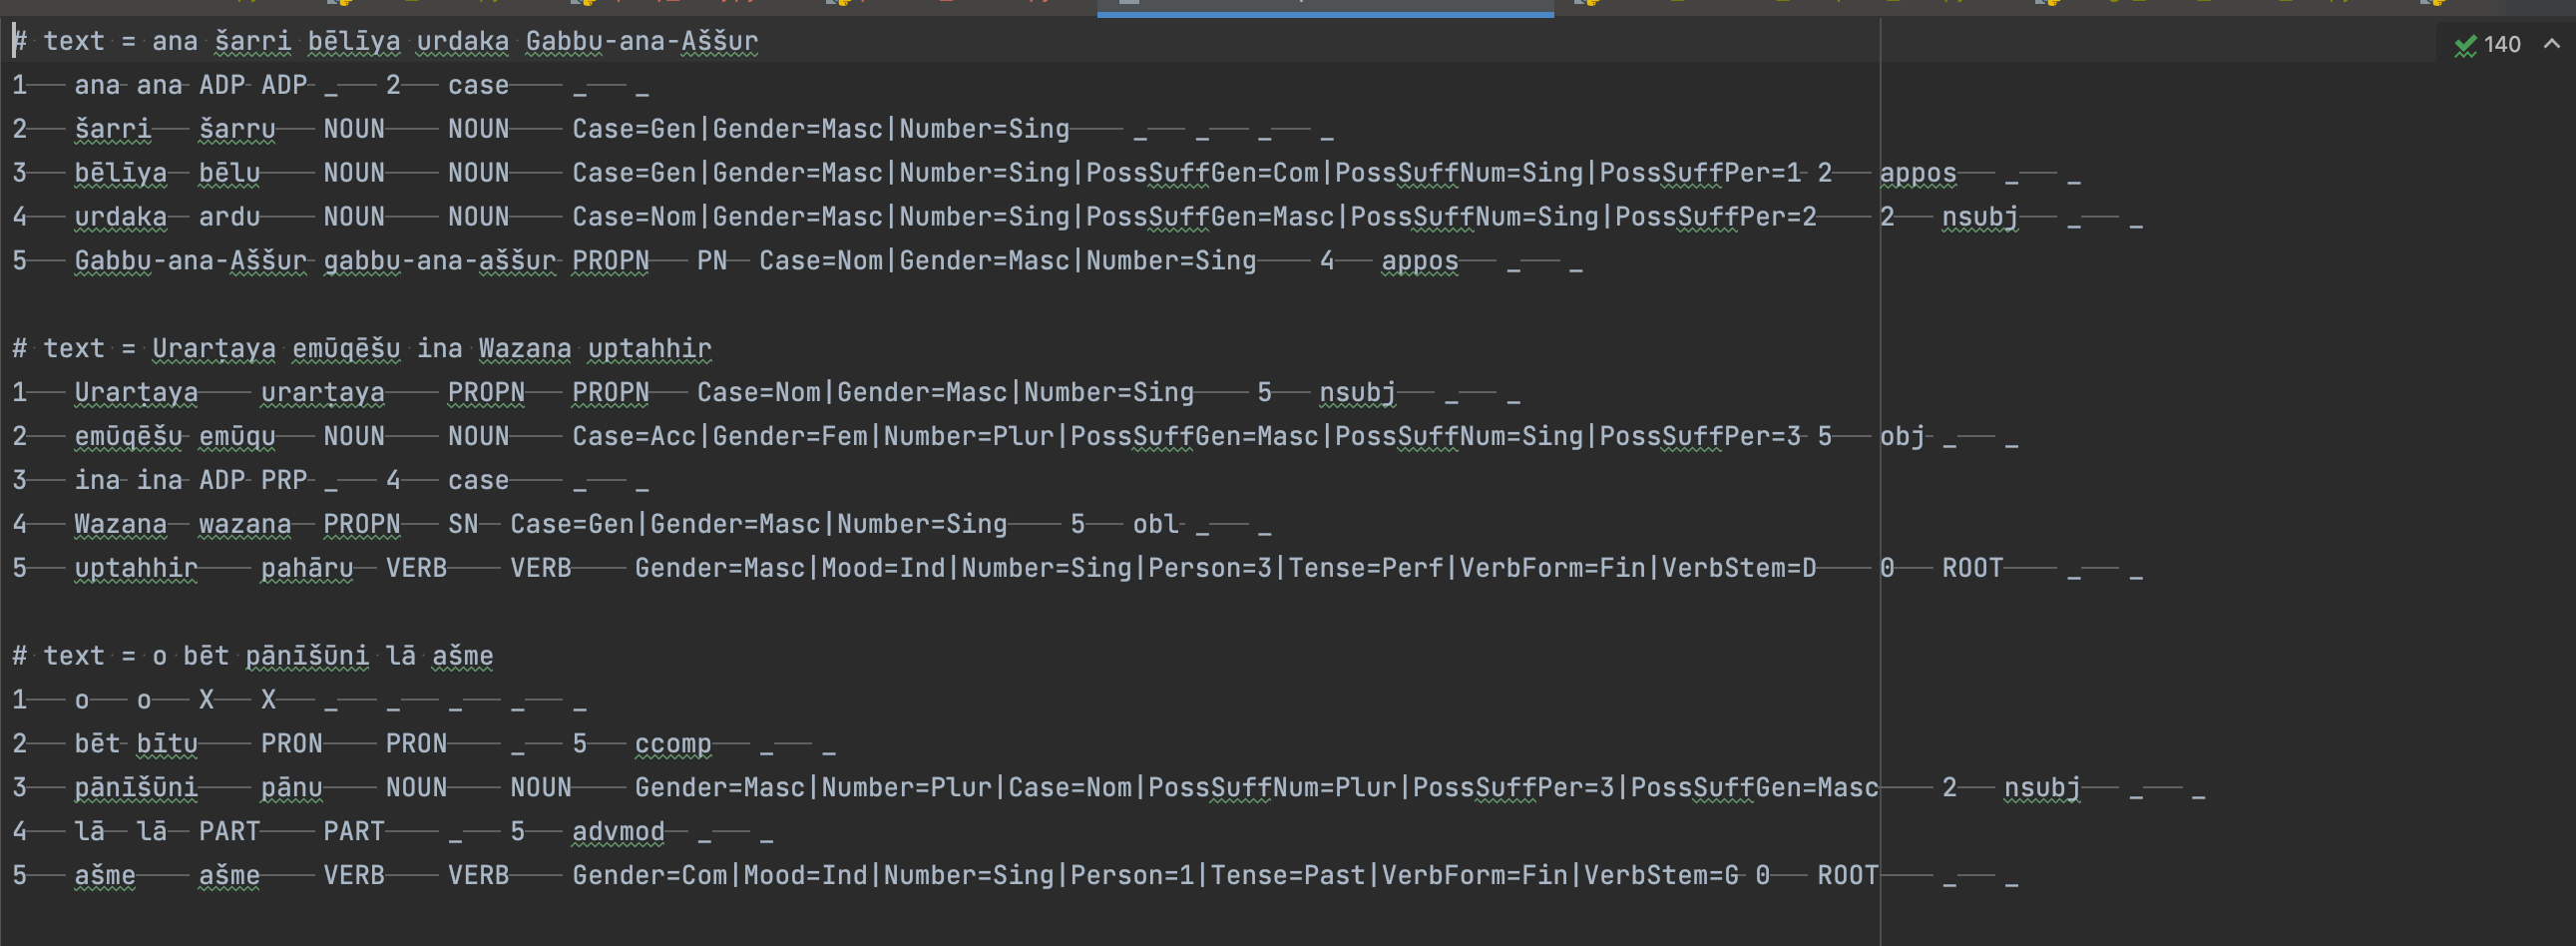 # text = ana šarri bēlīya urdaka Gabbu-ana-Aššur
140
1 ana ana ADP ADP _ 2 case _ _
2 šarri šarru NOUN NOUN Case=Gen|Gender=Masc|Number=Sing _ _ _ _
3 bēlīya bēlu NOUN NOUN Case=Gen|Gender=Masc|Number=Sing|PossSuffGen=Com|PossSuffNum=Sing|PossSuffPer=1 2 appos _ _
4 urdaka ardu NOUN NOUN Case=Nom|Gender=Masc|Number=Sing|PossSuffGen=Masc|PossSuffNum=Sing|PossSuffPer=2 2 nsubj _ _
5 Gabbu-ana-Aššur gabbu-ana-aššur PROPN PN Case=Nom|Gender=Masc|Number=Sing 4 appos _ _
# text = Urarṭaya emūqēšu ina Wazana uptahhir
1 Urarṭaya urarṭaya PROPN PROPN Case=Nom|Gender=Masc|Number=Sing 5 nsubj _ _
2 emūqēšu emūqu NOUN NOUN Case=Acc|Gender=Fem|Number=Plur|PossSuffGen=Masc|PossSuffNum=Sing|PossSuffPer=3 5 obj _ _
3 ina ina ADP PRP _ 4 case _ _
4 Wazana wazana PROPN SN Case=Gen|Gender=Masc|Number=Sing 5 obl _ _
5 uptahhir pahāru VERB VERB Gender=Masc|Mood=Ind|Number=Sing|Person=3|Tense=Perf|VerbForm=Fin|VerbStem=D 0 ROOT _ _
# text = o bēt pānīšūni lā ašme
1 o o X X _ _ _ _ _
2 bēt bītu PRON PRON _ 5 ccomp _ _
3 pānīšūni pānu NOUN NOUN Gender=Masc|Number=Plur|Case=Nom|PossSuffNum=Plur|PossSuffPer=3|PossSuffGen=Masc 2 nsubj _ _
4 lā lā PART PART _ 5 advmod _ _
5 ašme ašme VERB VERB Gender=Com|Mood=Ind|Number=Sing|Person=1|Tense=Past|VerbForm=Fin|VerbStem=G 0 ROOT _ _